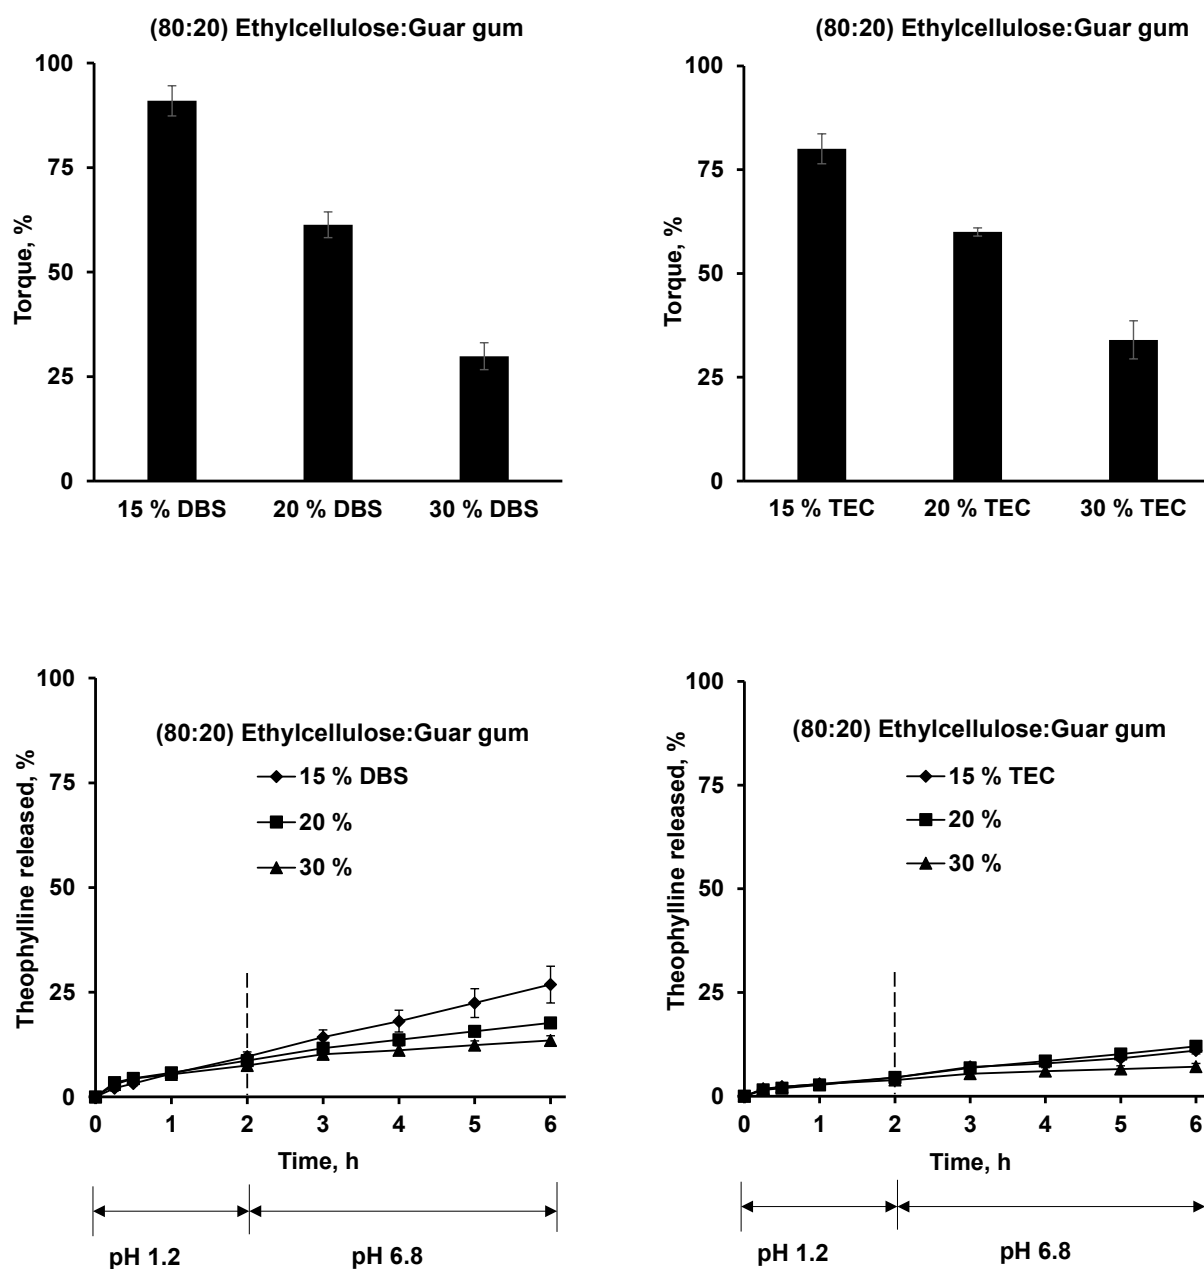 (80:20) Ethylcellulose:Guar gum
100
75
50
25
0
Torque, %
15 % DBS 20 % DBS 30 % DBS
(80:20) Ethylcellulose:Guar gum
100
75
50
25
0
Torque, %
15 % TEC 20 % TEC 30 % TEC
100
75
50
25
0
Theophylline released, %
(80:20) Ethylcellulose:Guar gum
15 % DBS
20 %
30 %
0 1 2 3 4 5 6
Time, h
pH 1.2 pH 6.8
100
75
50
25
0
Theophylline released, %
(80:20) Ethylcellulose:Guar gum
15 % TEC
20 %
30 %
0 1 2 3 4 5 6
Time, h
pH 1.2 pH 6.8